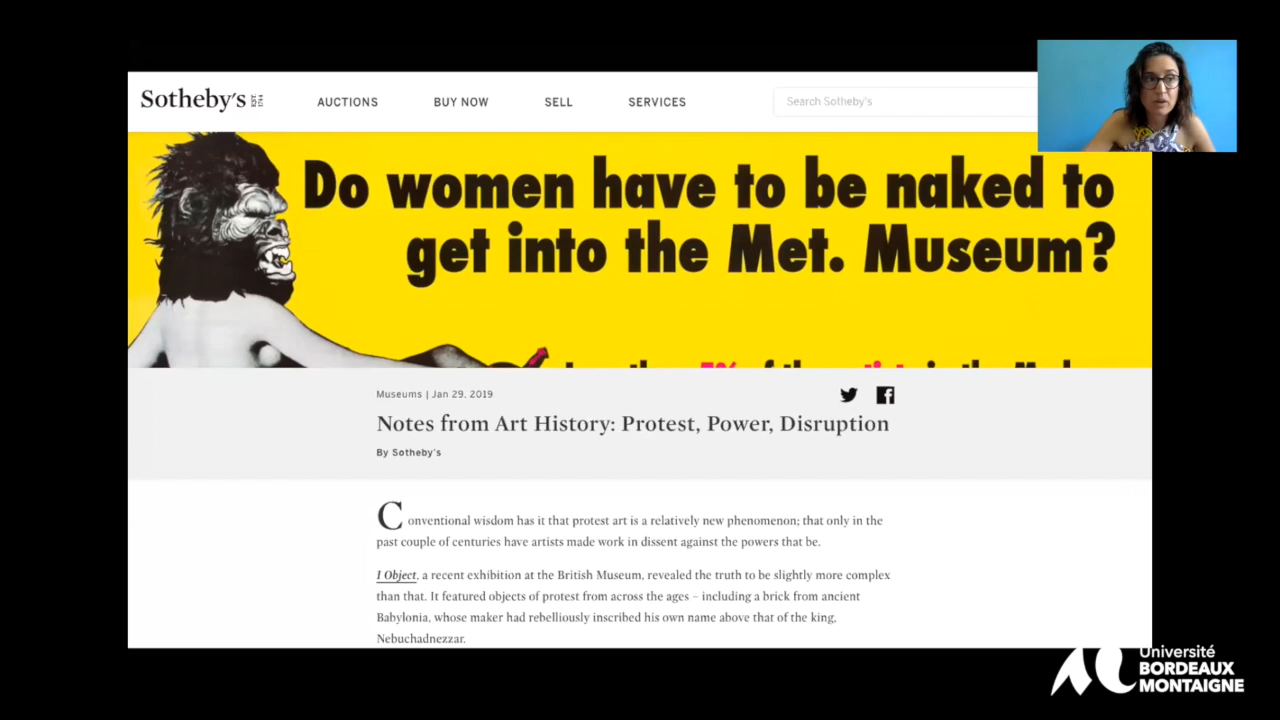 Sotheby's EST. 1744
AUCTIONS
BUY NOW
SELL
SERVICES
Search Sotheby's
Do women have to be naked to
get into the Met. Museum?
Museums | Jan 29, 2019
Notes from Art History: Protest, Power, Disruption
By Sotheby's
Conventional wisdom has it that protest art is a relatively new phenomenon; that only in the
past couple of centuries have artists made work in dissent against the powers that be.
I Object, a recent exhibition at the British Museum, revealed the truth to be slightly more complex
than that. It featured objects of protest from across the ages – including a brick from ancient
Babylonia, whose maker had rebelliously inscribed his own name above that of the king,
Nebuchadnezzar.
Université
BORDEAUX
MONTAIGNE